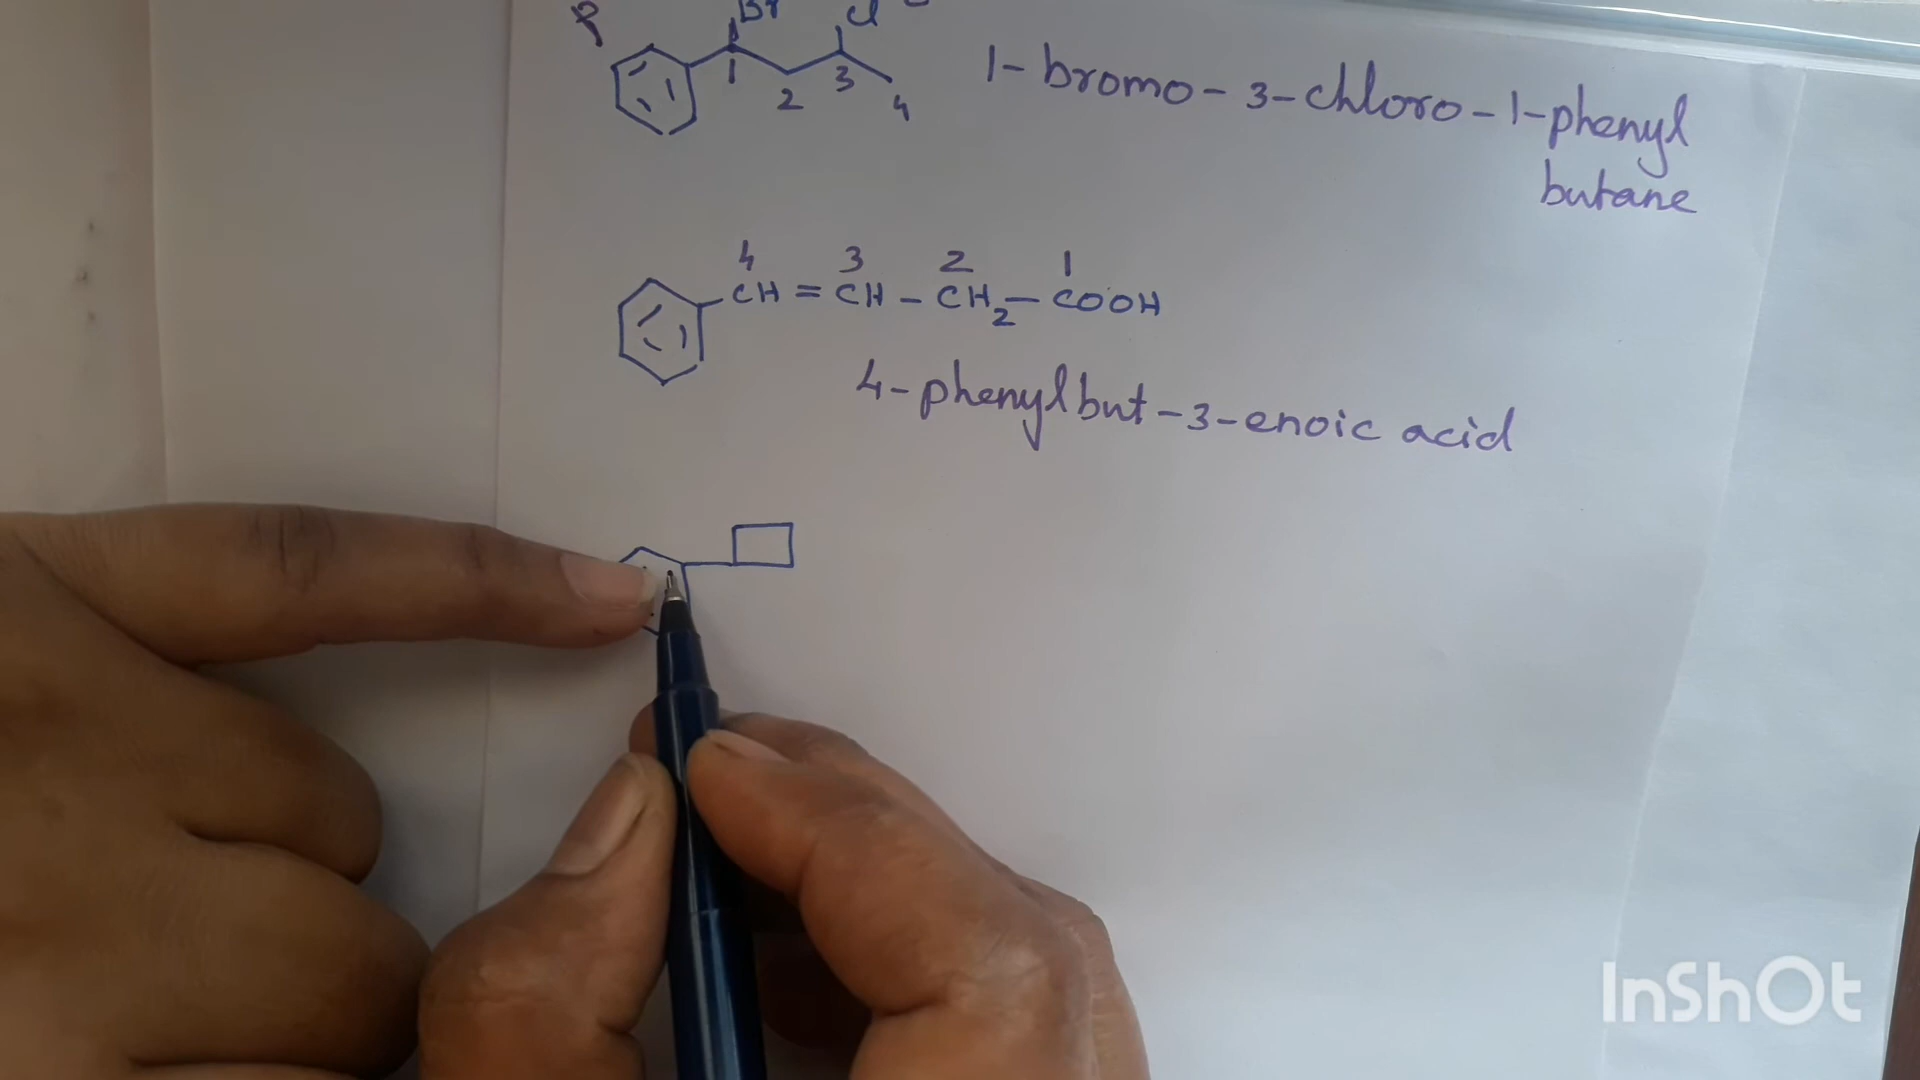 Br
Cl
1
2
3
4
1- bromo - 3-chloro - 1-phenyl
butane
4 3 2 1
CH = CH - CH2 - COOH
4-phenylbut-3-enoic acid
InShOt